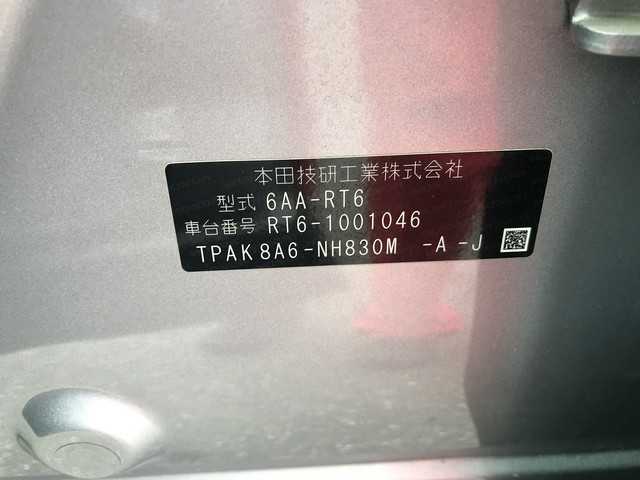 本田技研工業株式会社
型式 6AA-RT6
車台番号 RT6-1001046
TPAK8A6-NH830M -A-J